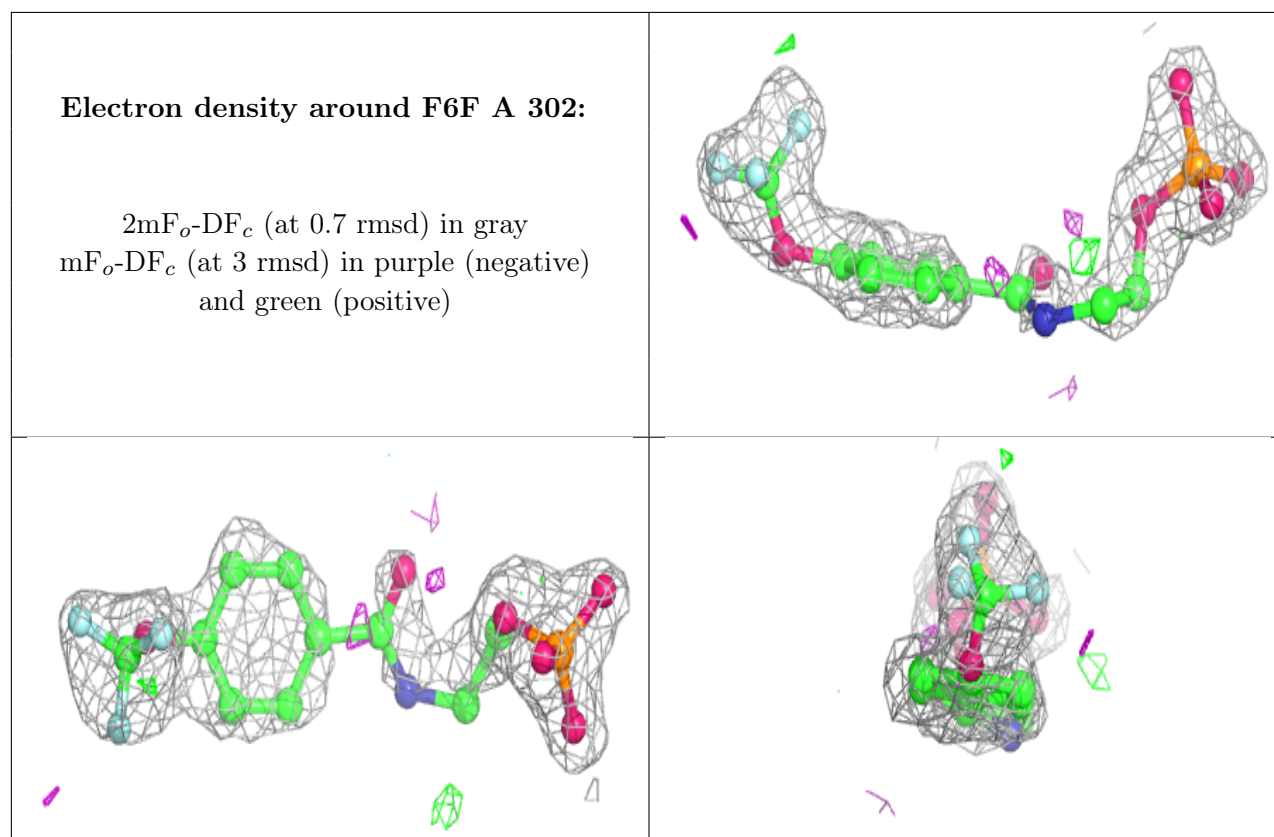 Electron density around F6F A 302:
2mFo-DFc (at 0.7 rmsd) in gray
mFo-DFc (at 3 rmsd) in purple (negative)
and green (positive)